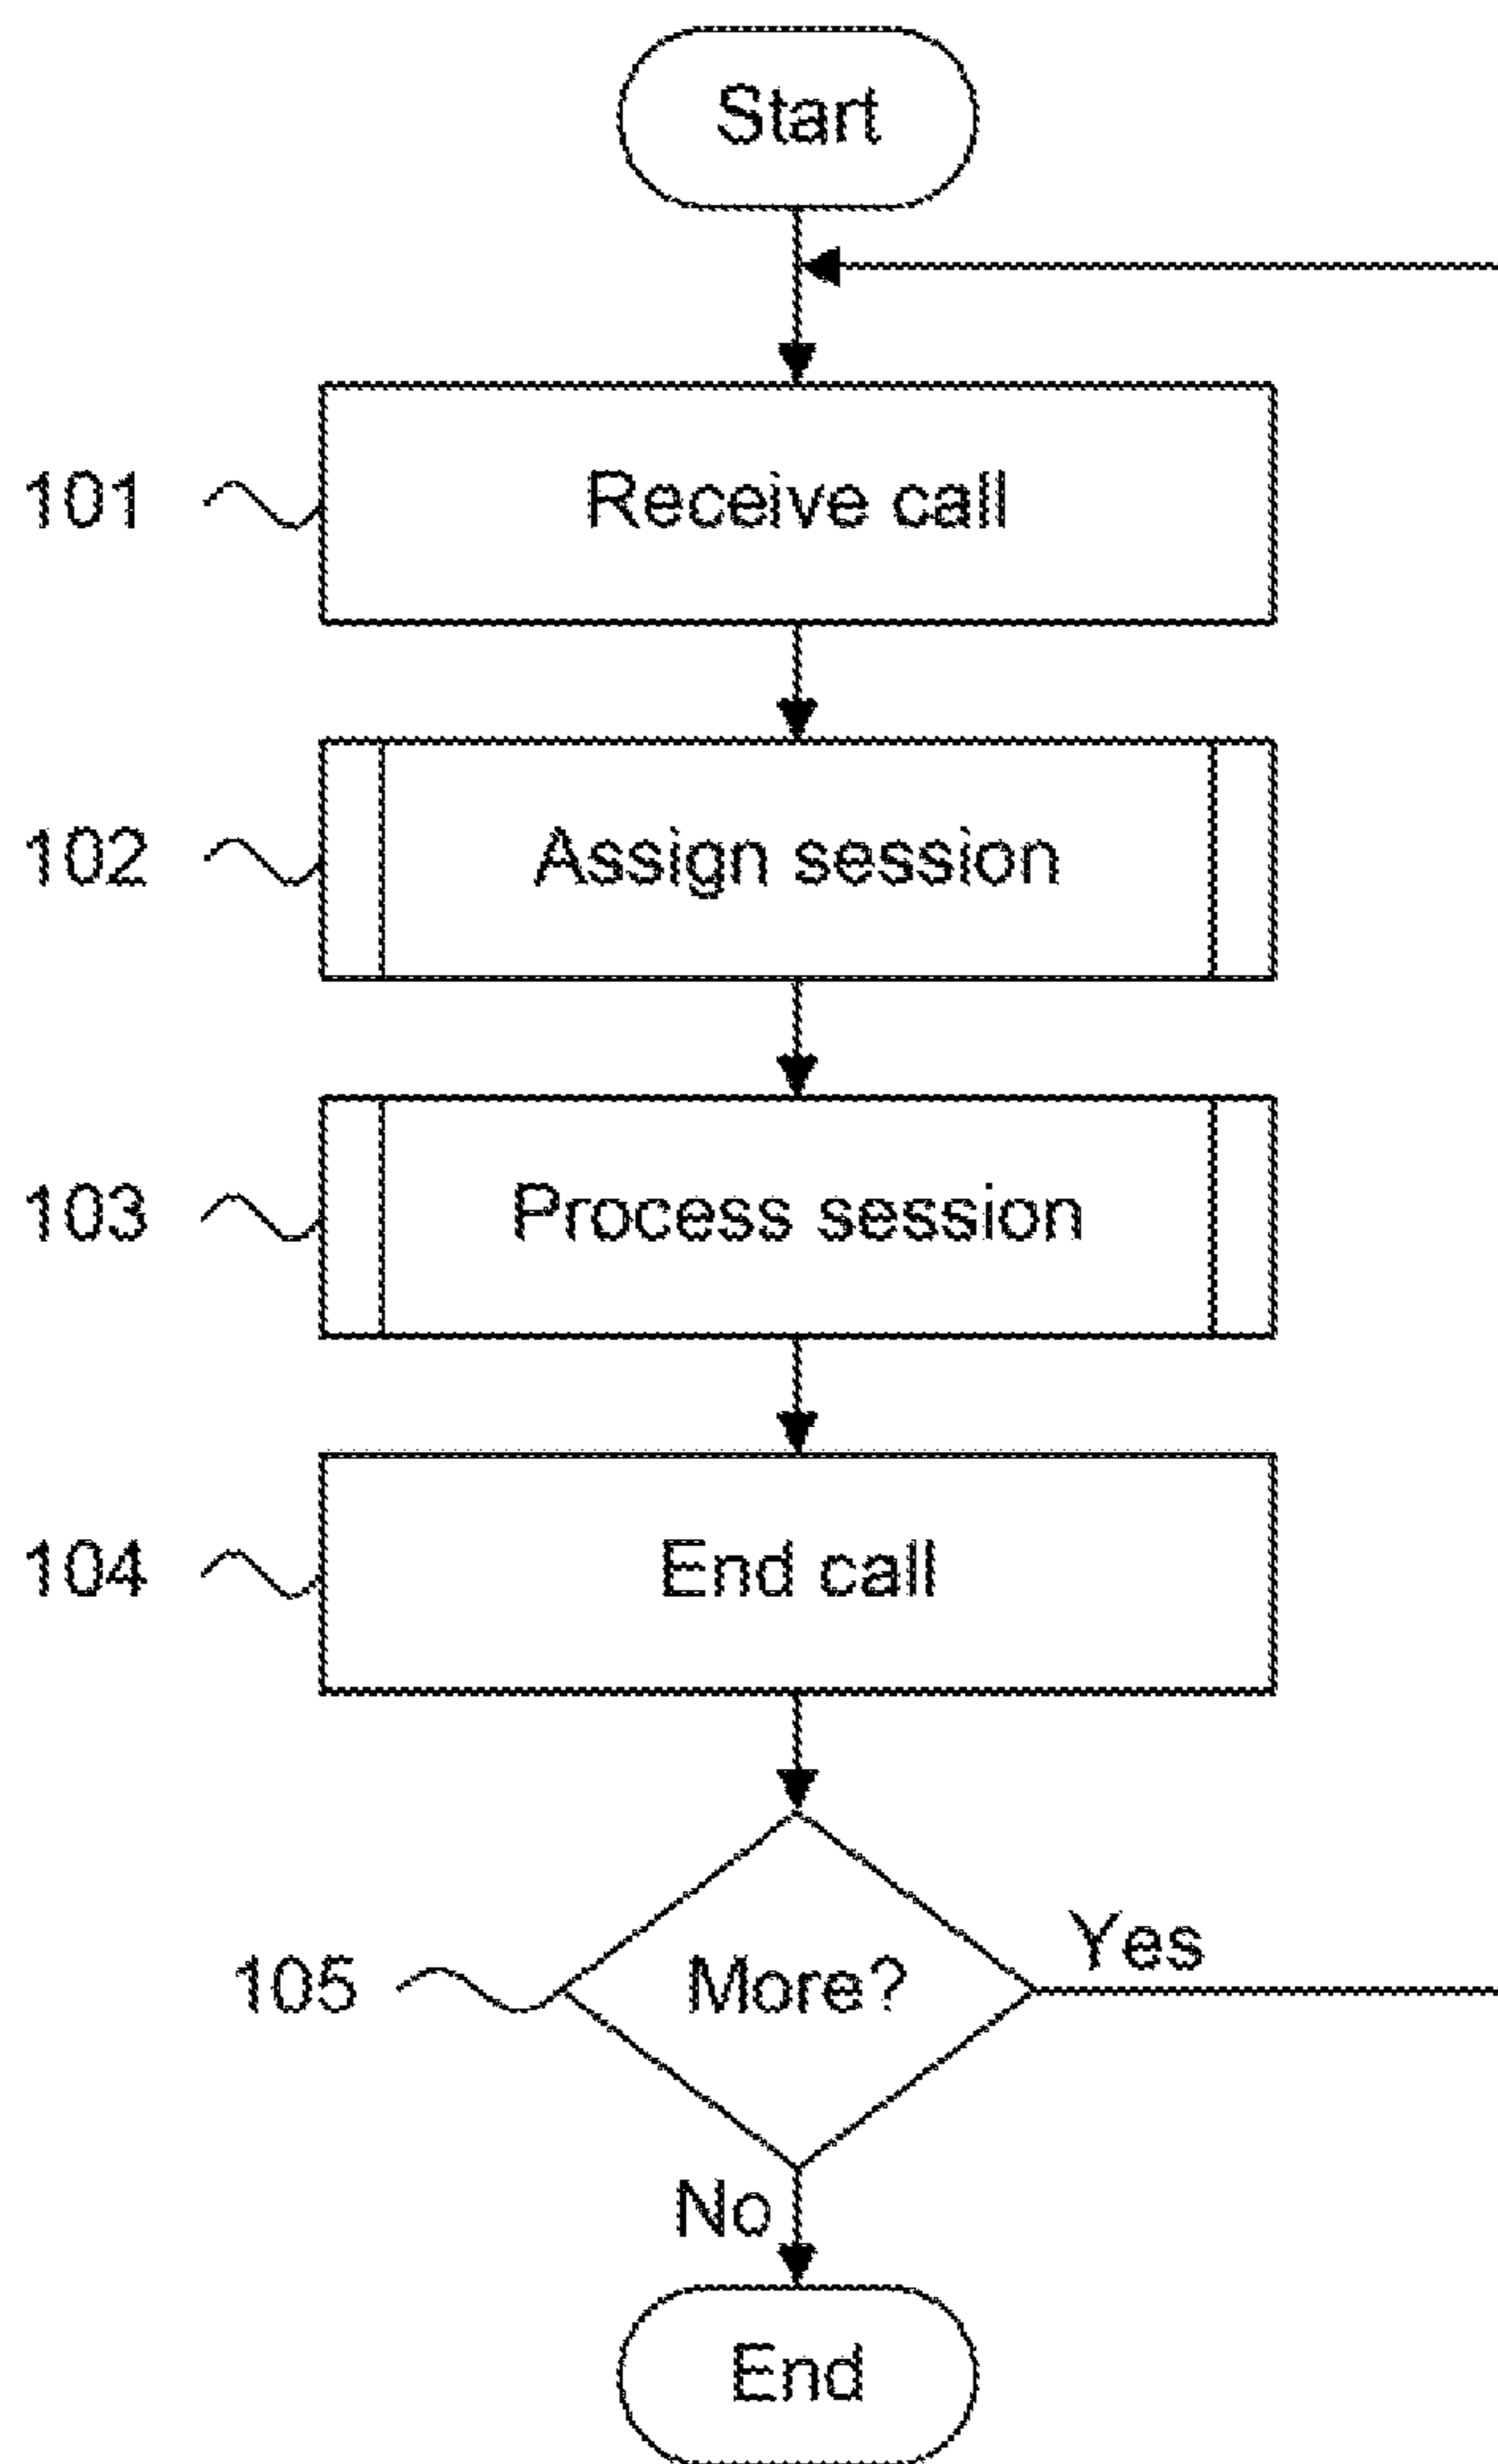 Start
101 Receive call
102 Assign session
103 Process session
104 End call
105 More? Yes
No
End